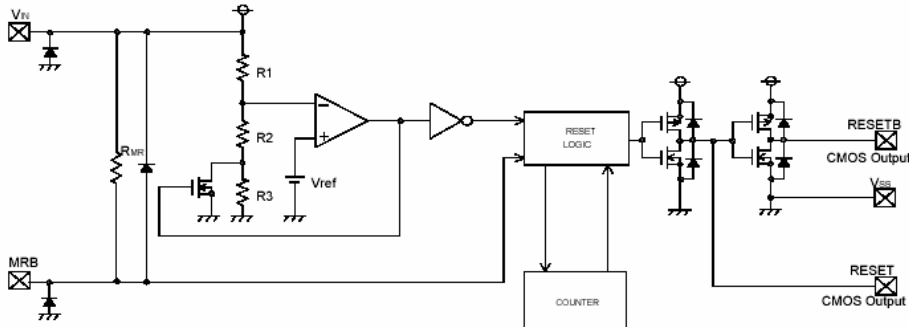 VIN
R1
R2
R3
RMR
Vref
RESET
LOGIC
COUNTER
RESETB
CMOS Output
VSS
RESET
CMOS Output
MRB